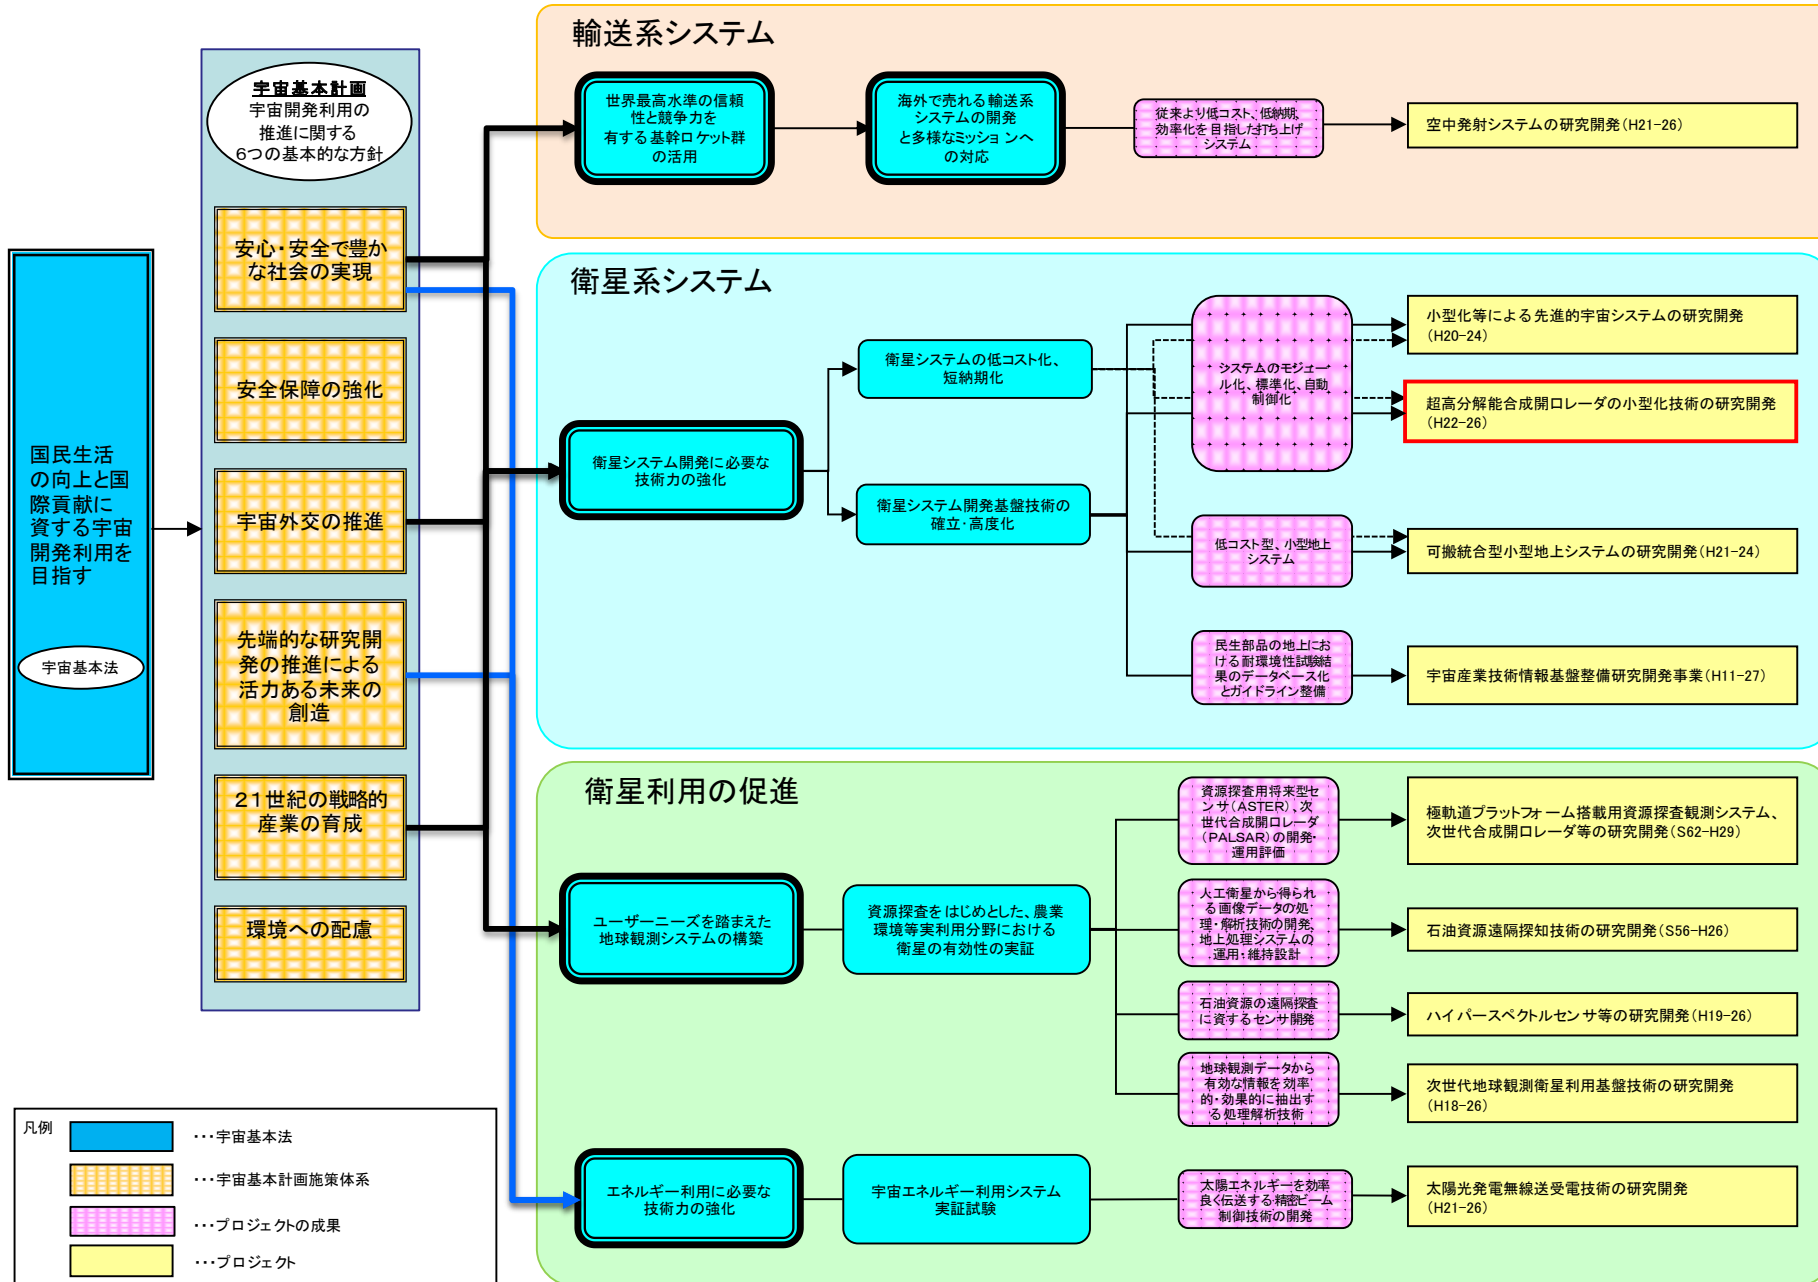 国民生活
の向上と国
際貢献に
資する宇宙
開発利用を
目指す
宇宙基本法
宇宙基本計画
宇宙開発利用の
推進に関する
6つの基本的な方針
安心・安全で豊か
な社会の実現
安全保障の強化
宇宙外交の推進
先端的な研究開
発の推進による
活力ある未来の
創造
21世紀の戦略的
産業の育成
環境への配慮
輸送系システム
世界最高水準の信頼
性と競争力を
有する基幹ロケット群
の活用
海外で売れる輸送系
システムの開発
と多様なミッションへ
の対応
従来より低コスト、低納期、
効率化を目指した打ち上げ
システム
空中発射システムの研究開発(H21-26)
衛星系システム
衛星システム開発に必要な
技術力の強化
衛星システムの低コスト化、
短納期化
衛星システム開発基盤技術の
確立・高度化
システムのモジュー
ル化、標準化、自動
制御化
小型化等による先進的宇宙システムの研究開発
(H20-24)
超高分解能合成開口レーダの小型化技術の研究開発
(H22-26)
低コスト型、小型地上
システム
可搬統合型小型地上システムの研究開発(H21-24)
民生部品の地上にお
ける耐環境性試験結
果のデータベース化
とガイドライン整備
宇宙産業技術情報基盤整備研究開発事業(H11-27)
衛星利用の促進
ユーザーニーズを踏まえた
地球観測システムの構築
資源探査をはじめとした、農業
環境等実利用分野における
衛星の有効性の実証
資源探査用将来型セ
ンサ(ASTER)、次
世代合成開口レーダ
(PALSAR)の開発・
運用評価
極軌道プラットフォーム搭載用資源探査観測システム、
次世代合成開口レーダ等の研究開発(S62-H29)
人工衛星から得られ
る画像データの処
理・解析技術の開発、
地上処理システムの
運用・維持設計
石油資源遠隔探知技術の研究開発(S56-H26)
石油資源の遠隔探査
に資するセンサ開発
ハイパースペクトルセンサ等の研究開発(H19-26)
地球観測データから
有効な情報を効率
的・効果的に抽出す
る処理解析技術
次世代地球観測衛星利用基盤技術の研究開発
(H18-26)
エネルギー利用に必要な
技術力の強化
宇宙エネルギー利用システム
実証試験
太陽エネルギーを効率
良く伝送する精密ビーム
制御技術の開発
太陽光発電無線送受電技術の研究開発
(H21-26)
凡例
・・・宇宙基本法
・・・宇宙基本計画施策体系
・・・プロジェクトの成果
・・・プロジェクト